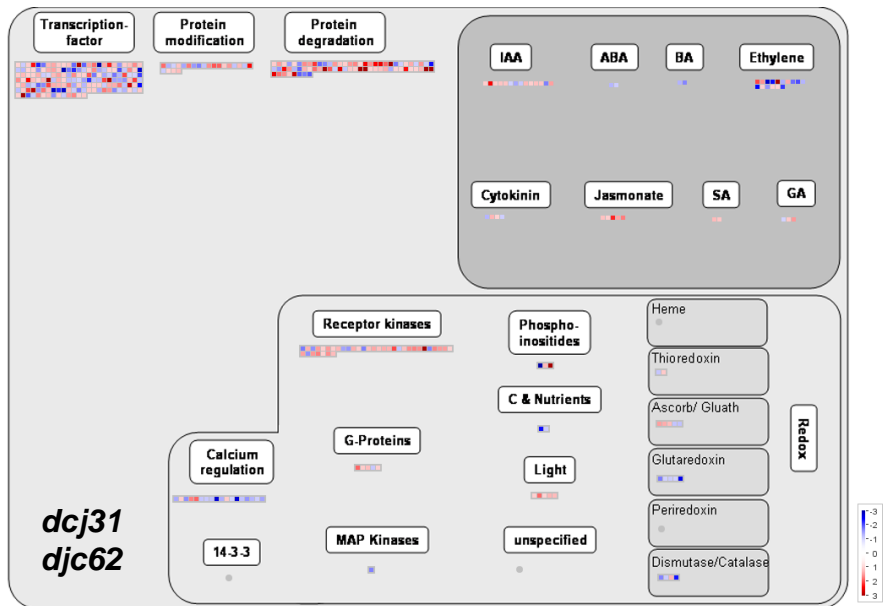 Transcription-
factor
Protein
modification
Protein
degradation
IAA
ABA
BA
Ethylene
Cytokinin
Jasmonate
SA
GA
Receptor kinases
Phospho-
inositides
Heme
Thioredoxin
C & Nutrients
Ascorb/ Gluath
Redox
G-Proteins
Calcium
regulation
Light
Glutaredoxin
dcj31
djc62
14-3-3
MAP Kinases
unspecified
Periredoxin
Dismutase/Catalase
-3
-2
-1
0
1
2
3